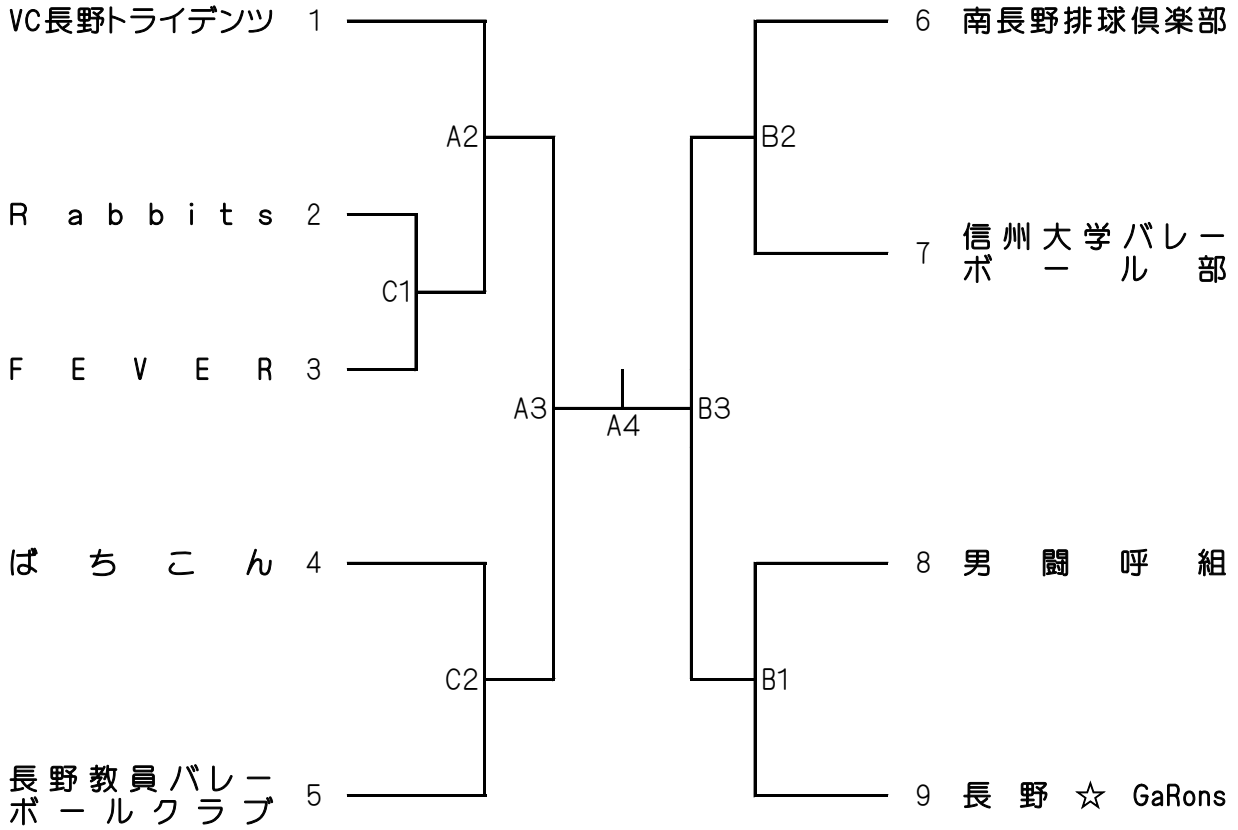 VC長野トライデンツ 1
A2
Rabbits 2
C1
FEVER 3
A3
ぱちこん 4
C2
長野教員バレー
ボールクラブ 5
A4
6 南長野排球倶楽部
B2
7 信州大学バレー
ボール部
B3
8 男闘呼組
B1
9 長野☆GaRons